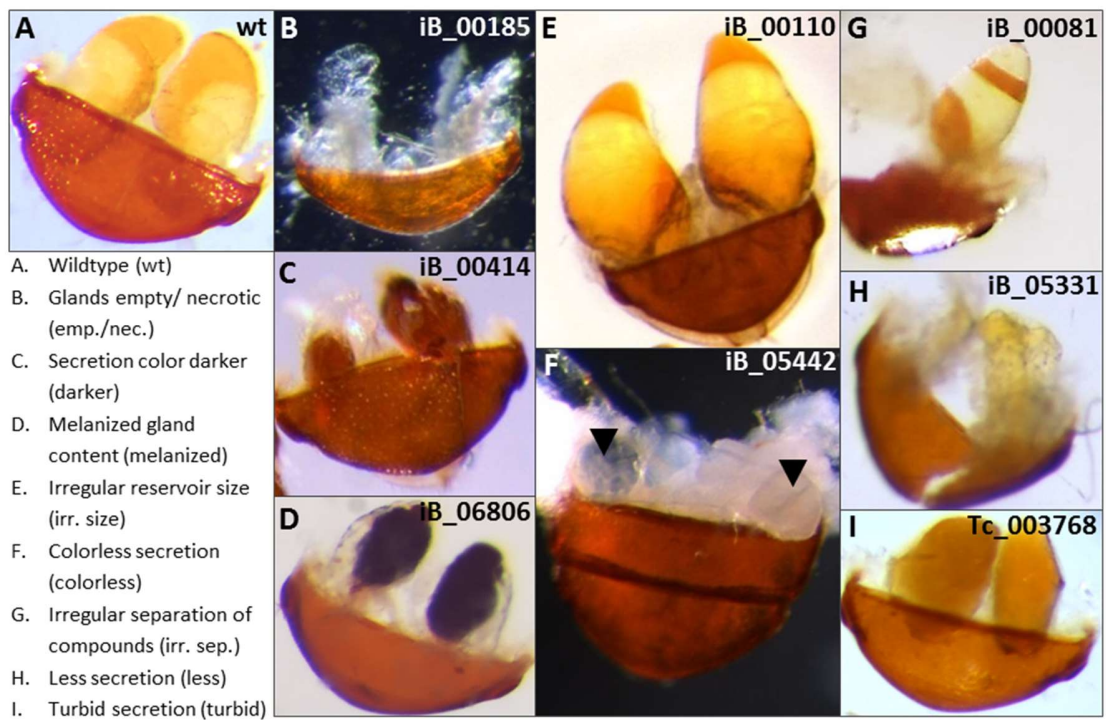 A wt
B iB_00185
C iB_00414
D iB_06806
E iB_00110
F iB_05442
G iB_00081
H iB_05331
I Tc_003768
A. Wildtype (wt)
B. Glands empty/ necrotic
(emp./nec.)
C. Secretion color darker
(darker)
D. Melanized gland
content (melanized)
E. Irregular reservoir size
(irr. size)
F. Colorless secretion
(colorless)
G. Irregular separation of
compounds (irr. sep.)
H. Less secretion (less)
I. Turbid secretion (turbid)